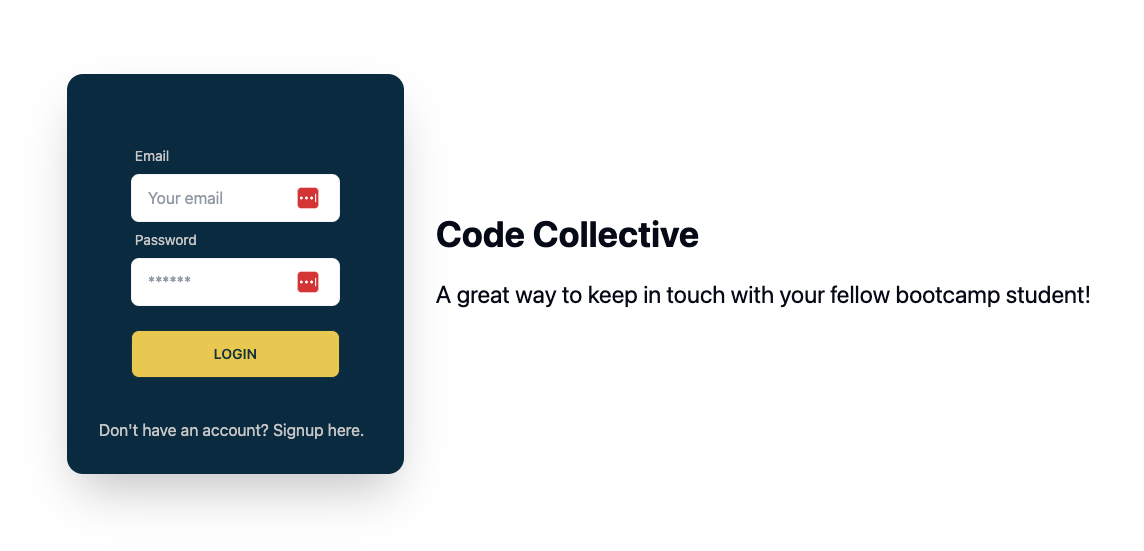 Email
Your email
Password
******
LOGIN
Don't have an account? Signup here.
Code Collective
A great way to keep in touch with your fellow bootcamp student!